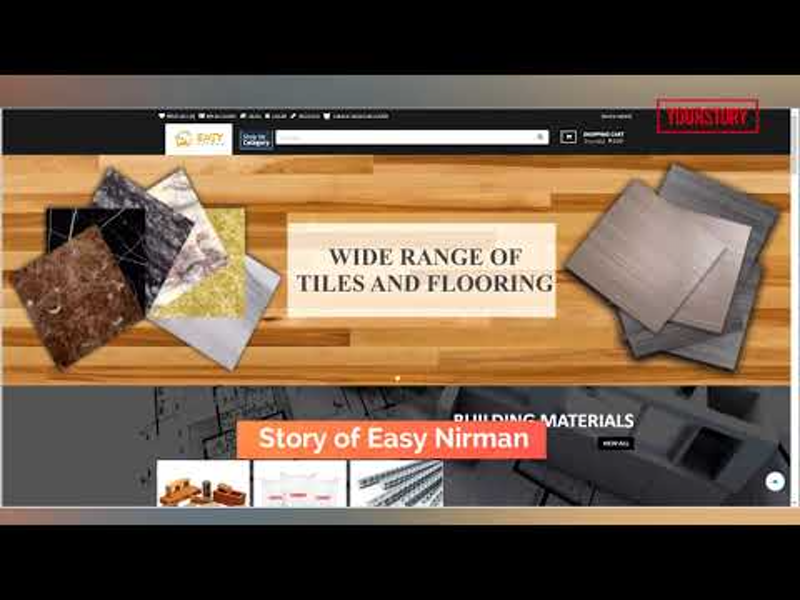 YOURSTORY
EASY
Shop by
Category
SHOPPING CART
WIDE RANGE OF
TILES AND FLOORING
BUILDING MATERIALS
VIEW ALL
Story of Easy Nirman